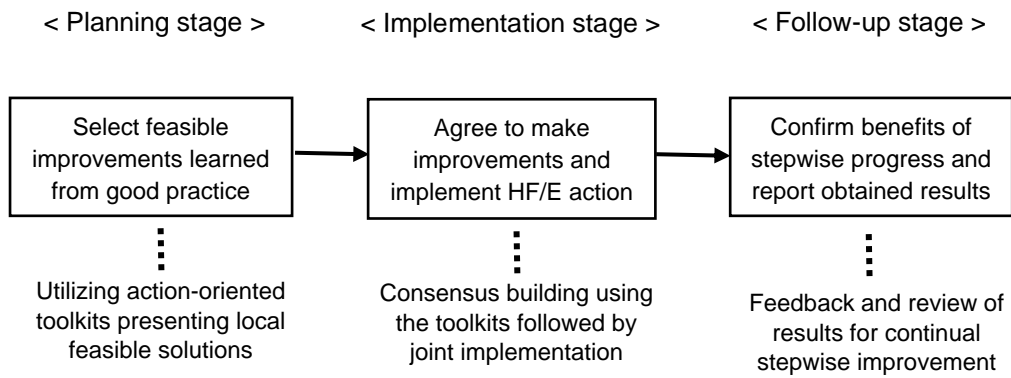 < Planning stage >
< Implementation stage >
< Follow-up stage >
Select feasible
improvements learned
from good practice
Agree to make
improvements and
implement HF/E action
Confirm benefits of
stepwise progress and
report obtained results
Utilizing action-oriented
toolkits presenting local
feasible solutions
Consensus building using
the toolkits followed by
joint implementation
Feedback and review of
results for continual
stepwise improvement